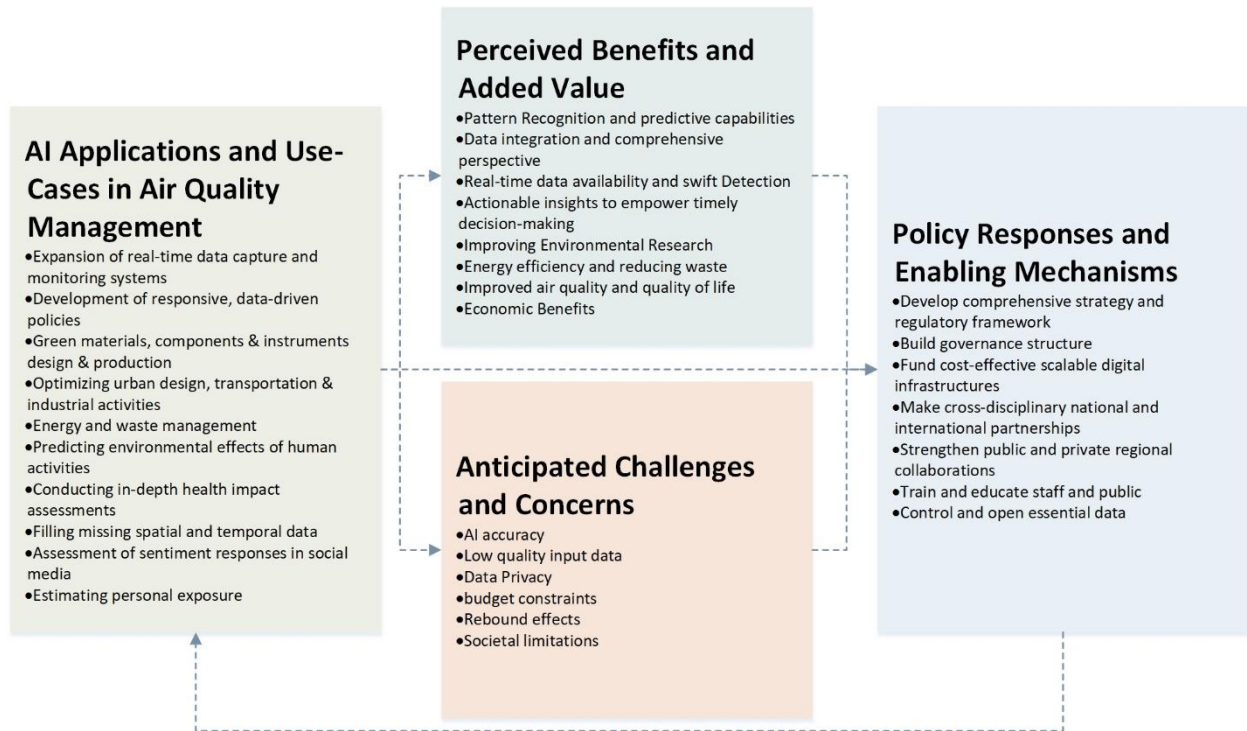 AI Applications and Use-
Cases in Air Quality
Management
•Expansion of real-time data capture and
monitoring systems
•Development of responsive, data-driven
policies
•Green materials, components & instruments
design & production
•Optimizing urban design, transportation &
industrial activities
•Energy and waste management
•Predicting environmental effects of human
activities
•Conducting in-depth health impact
assessments
•Filling missing spatial and temporal data
•Assessment of sentiment responses in social
media
•Estimating personal exposure
Perceived Benefits and
Added Value
•Pattern Recognition and predictive capabilities
•Data integration and comprehensive
perspective
•Real-time data availability and swift Detection
•Actionable insights to empower timely
decision-making
•Improving Environmental Research
•Energy efficiency and reducing waste
•Improved air quality and quality of life
•Economic Benefits
Anticipated Challenges
and Concerns
•AI accuracy
•Low quality input data
•Data Privacy
•budget constraints
•Rebound effects
•Societal limitations
Policy Responses and
Enabling Mechanisms
•Develop comprehensive strategy and
regulatory framework
•Build governance structure
•Fund cost-effective scalable digital
infrastructures
•Make cross-disciplinary national and
international partnerships
•Strengthen public and private regional
collaborations
•Train and educate staff and public
•Control and open essential data